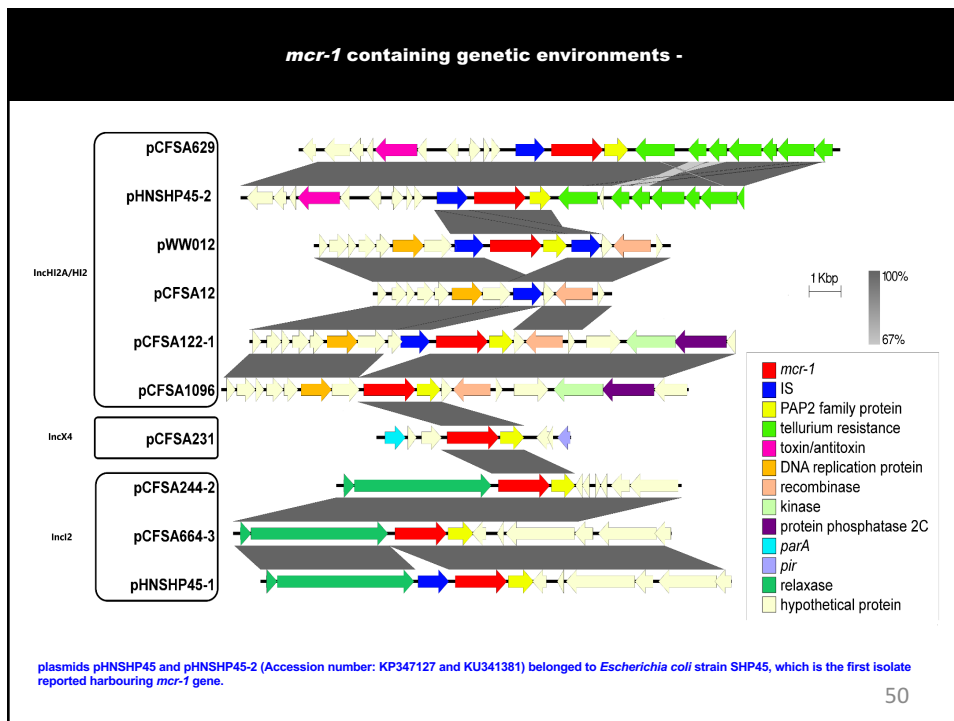 mcr-1 containing genetic environments -
pCFSA629
pHNSHP45-2
pWW012
IncHI2A/HI2
pCFSA12
1 Kbp
100%
67%
pCFSA122-1
pCFSA1096
IncX4
pCFSA231
pCFSA244-2
IncI2
pCFSA664-3
pHNSHP45-1
mcr-1
IS
PAP2 family protein
tellurium resistance
toxin/antitoxin
DNA replication protein
recombinase
kinase
protein phosphatase 2C
parA
pir
relaxase
hypothetical protein
plasmids pHNSHP45 and pHNSHP45-2 (Accession number: KP347127 and KU341381) belonged to Escherichia coli strain SHP45, which is the first isolate
reported harbouring mcr-1 gene.
50